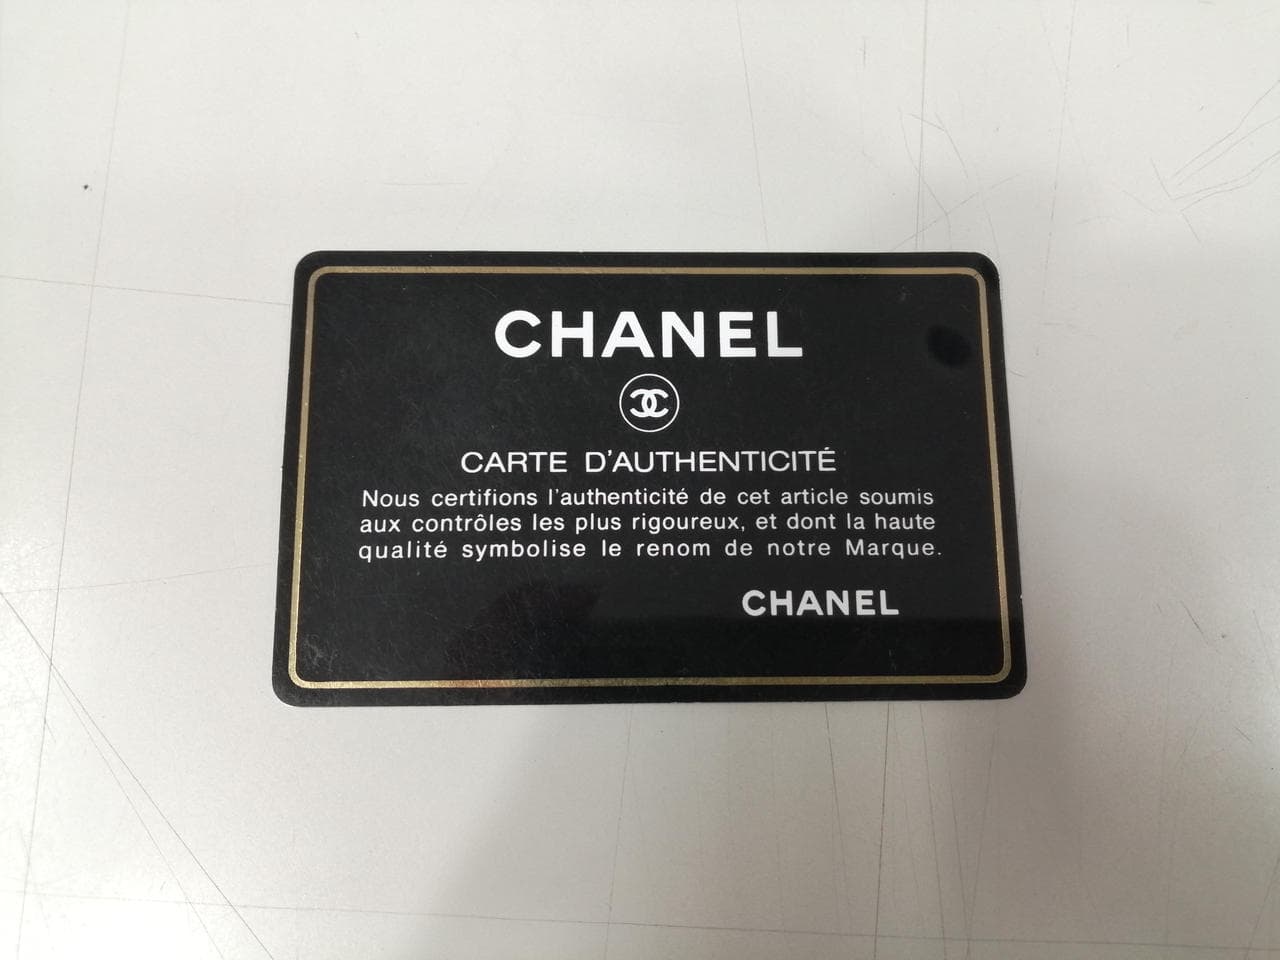 CHANEL
CARTE D'AUTHENTICITÉ
Nous certifions l'authenticité de cet article soumis
aux contrôles les plus rigoureux, et dont la haute
qualité symbolise le renom de notre Marque.
CHANEL